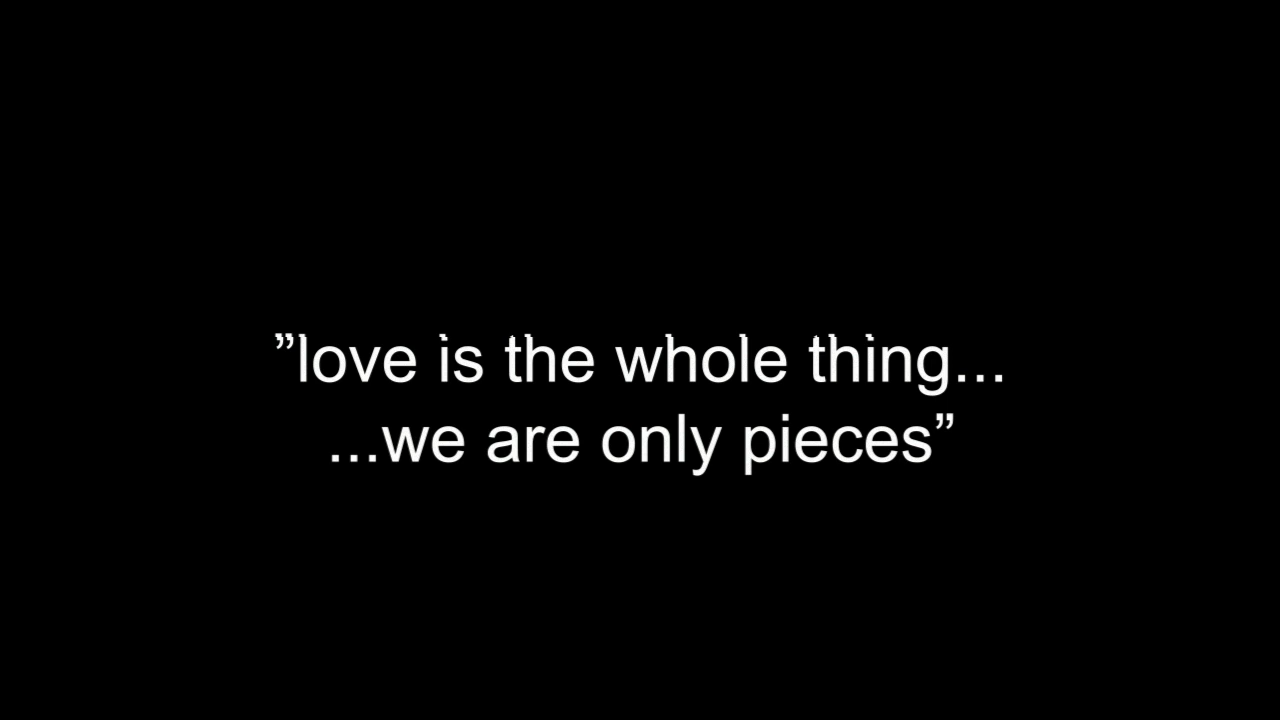 ”love is the whole thing...
...we are only pieces”